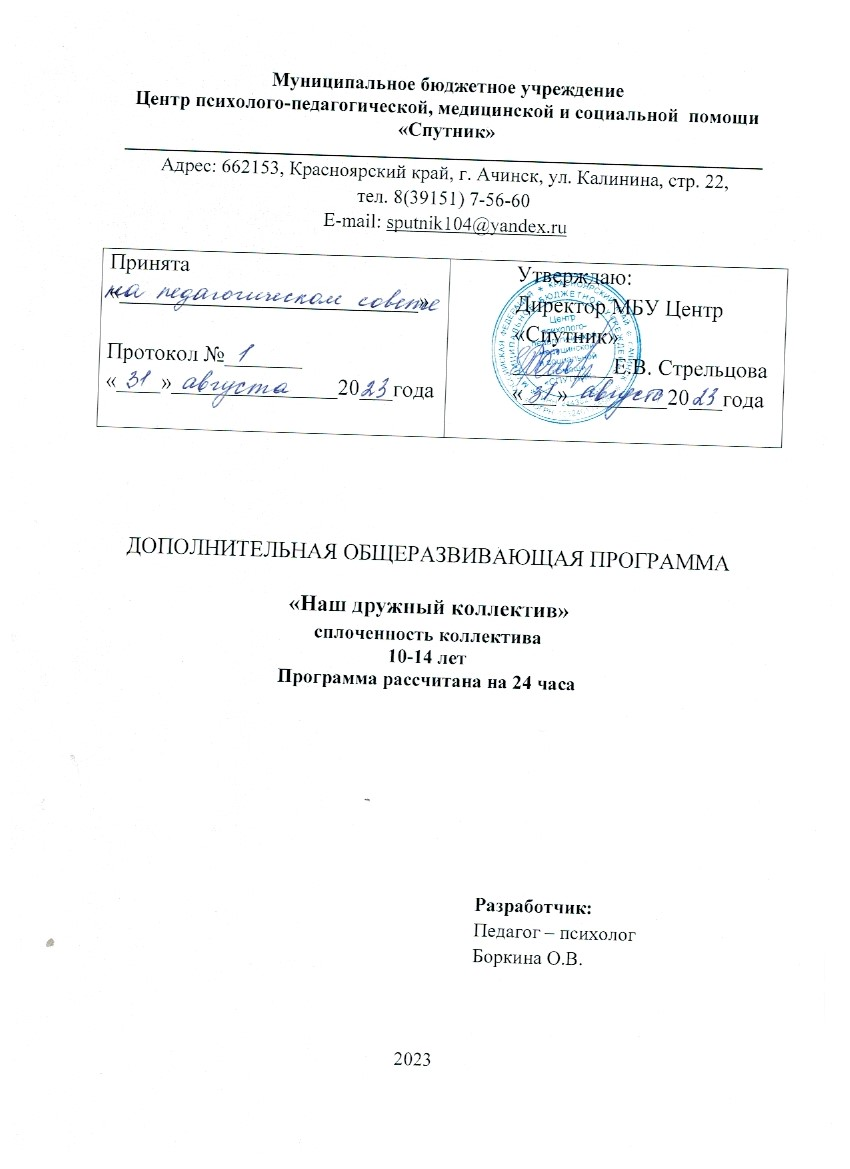 Муниципальное бюджетное учреждение
Центр психолого-педагогической, медицинской и социальной помощи
«Спутник»
Адрес: 662153, Красноярский край, г. Ачинск, ул. Калинина, стр. 22,
тел. 8(39151) 7-56-60
E-mail: sputnik104@yandex.ru
Принята
«на педагогическом совете»
Протокол № 1
«31» августа 2023 года
Утверждаю:
Директор МБУ Центр
«Спутник»
Е.В. Стрельцова
«31» августа 2023 года
ДОПОЛНИТЕЛЬНАЯ ОБЩЕРАЗВИВАЮЩАЯ ПРОГРАММА
«Наш дружный коллектив»
сплоченность коллектива
10-14 лет
Программа рассчитана на 24 часа
Разработчик:
Педагог – психолог
Боркина О.В.
2023